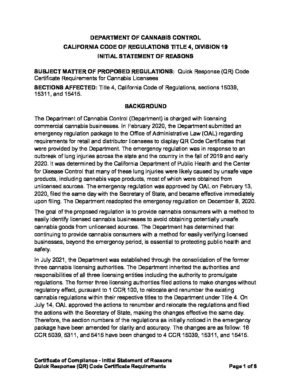 DEPARTMENT OF CANNABIS CONTROL
CALIFORNIA CODE OF REGULATIONS TITLE 4, DIVISION 19
INITIAL STATEMENT OF REASONS
SUBJECT MATTER OF PROPOSED REGULATIONS: Quick Response (QR) Code
Certificate Requirements for Cannabis Licensees
SECTIONS AFFECTED: Title 4, California Code of Regulations, sections 15039,
15311, and 15415.
BACKGROUND
The Department of Cannabis Control (Department) is charged with licensing
commercial cannabis businesses. In February 2020, the Department submitted an
emergency regulation package to the Office of Administrative Law (OAL) regarding
requirements for retail and distributor licensees to display QR Code Certificates that
were provided by the Department. The emergency regulation was in response to an
outbreak of lung injuries across the state and the country in the fall of 2019 and early
2020. It was determined by the California Department of Public Health and the Center
for Disease Control that many of these lung injuries were likely caused by unsafe vape
products, including cannabis vape products, most of which were obtained from
unlicensed sources. The emergency regulation was approved by OAL on February 13,
2020, filed the same day with the Secretary of State, and became effective immediately
upon filing. The Department readopted the emergency regulation on December 8, 2020.
The goal of the proposed regulation is to provide cannabis consumers with a method to
easily identify licensed cannabis businesses to avoid obtaining potentially unsafe
cannabis goods from unlicensed sources. The Department has determined that
continuing to provide cannabis consumers with a method for easily verifying licensed
businesses, beyond the emergency period, is essential to protecting public health and
safety.
In July 2021, the Department was established through the consolidation of the former
three cannabis licensing authorities. The Department inherited the authorities and
responsibilities of all three licensing entities including the authority to promulgate
regulations. The former three licensing authorities filed actions to make changes without
regulatory effect, pursuant to 1 CCR 100, to relocate and renumber the existing
cannabis regulations within their respective titles to the Department under Title 4. On
July 14, OAL approved the actions to renumber and relocate the regulations and filed
the actions with the Secretary of State, making the changes effective the same day.
Therefore, the section numbers of the regulations as initially noticed in the emergency
package have been amended for clarity and accuracy. The changes are as follow: 16
CCR 5039, 5311, and 5415 have been changed to 4 CCR 15039, 15311, and 15415.
Certificate of Compliance - Initial Statement of Reasons
Quick Response (QR) Code Certificate Requirements Page 1 of 6